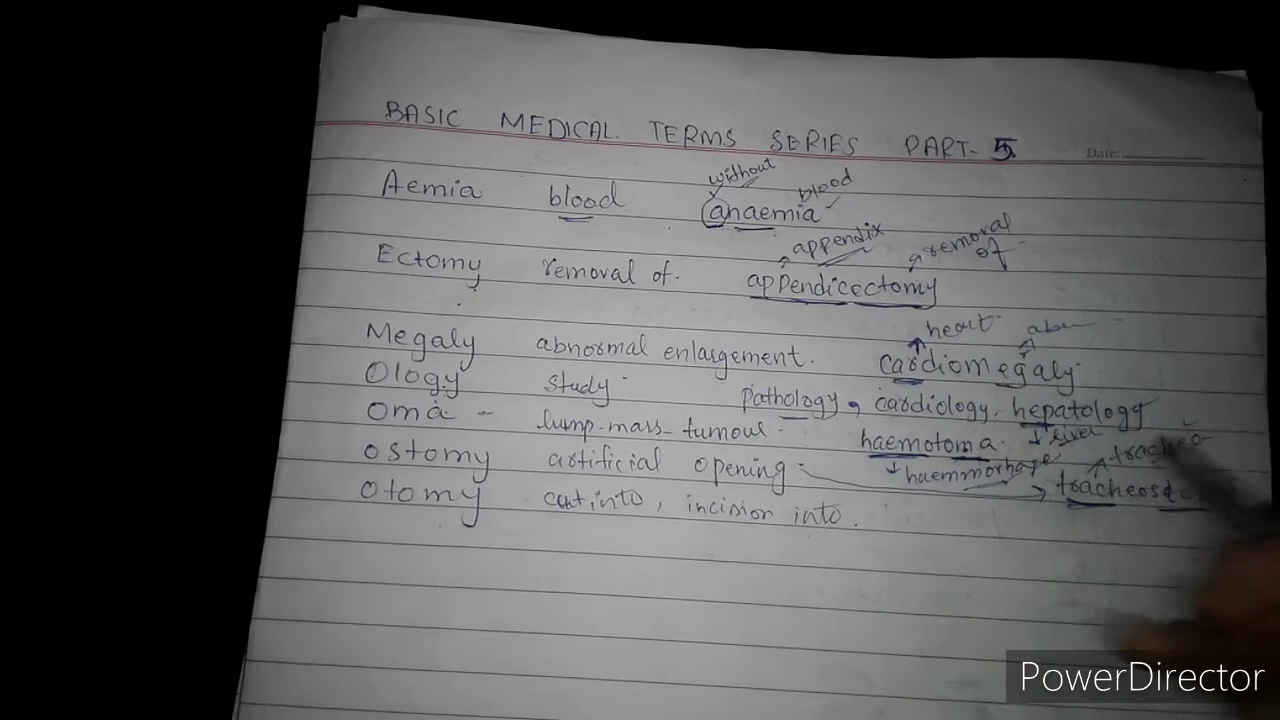 BASIC MEDICAL TERMS SERIES PART- 5.
Date:
without blood
Aemia blood anaemia
appendix removal of
Ectomy removal of. appendicectomy
heart
Megaly abnormal enlargement. cardiomegaly
Ology study pathology, cardiology, hepatology
Oma - lump-mass-tumour haemotoma. liver
haemmorhage
Ostomy artificial opening
Otomy cut into, incision into.
PowerDirector